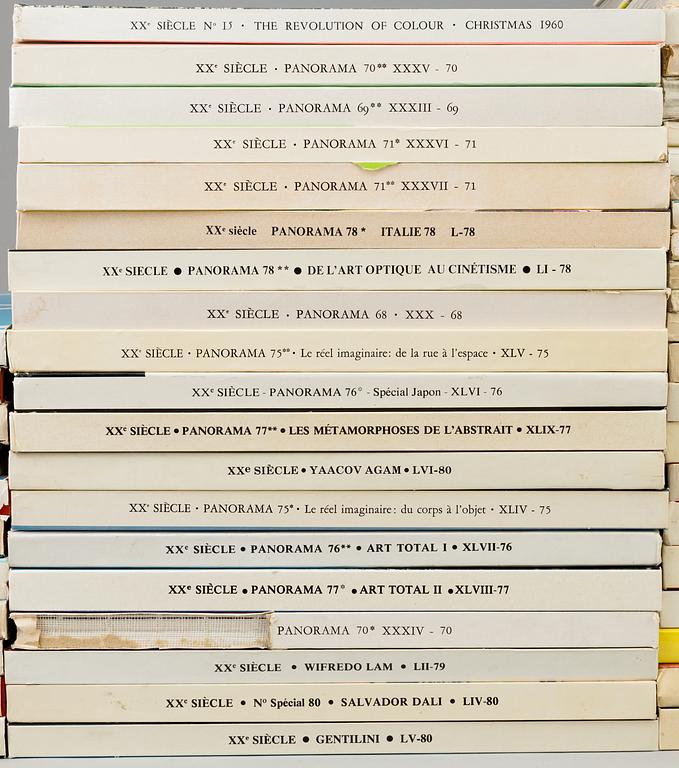 XXᵉ SIÈCLE Nº 15 · THE REVOLUTION OF COLOUR · CHRISTMAS 1960
XXᵉ SIÈCLE · PANORAMA 70** XXXV - 70
XXᵉ SIÈCLE · PANORAMA 69** XXXIII - 69
XXᵉ SIÈCLE · PANORAMA 71* XXXVI - 71
XXᵉ SIÈCLE · PANORAMA 71** XXXVII - 71
XXᵉ siècle PANORAMA 78 * ITALIE 78 L-78
XXᵉ SIECLE ● PANORAMA 78 ** ● DE L'ART OPTIQUE AU CINÉTISME ● LI - 78
XXᵉ SIÈCLE · PANORAMA 68 · XXX - 68
XXᵉ SIÈCLE · PANORAMA 75** · Le réel imaginaire: de la rue à l'espace · XLV - 75
XXᵉ SIÈCLE - PANORAMA 76* - Spécial Japon - XLVI - 76
XXᵉ SIÈCLE ● PANORAMA 77** ● LES MÉTAMORPHOSES DE L'ABSTRAIT ● XLIX-77
XXe SIÈCLE ● YAACOV AGAM ● LVI-80
XXᵉ SIÈCLE · PANORAMA 75* · Le réel imaginaire: du corps à l'objet · XLIV - 75
XXᵉ SIÈCLE ● PANORAMA 76** ● ART TOTAL I ● XLVII-76
XXᵉ SIÈCLE ● PANORAMA 77* ● ART TOTAL II ● XLVIII-77
PANORAMA 70* XXXIV - 70
XXᵉ SIÈCLE ● WIFREDO LAM ● LII-79
XXᵉ SIÈCLE ● Nº Spécial 80 ● SALVADOR DALI ● LIV-80
XXᵉ SIÈCLE ● GENTILINI ● LV-80